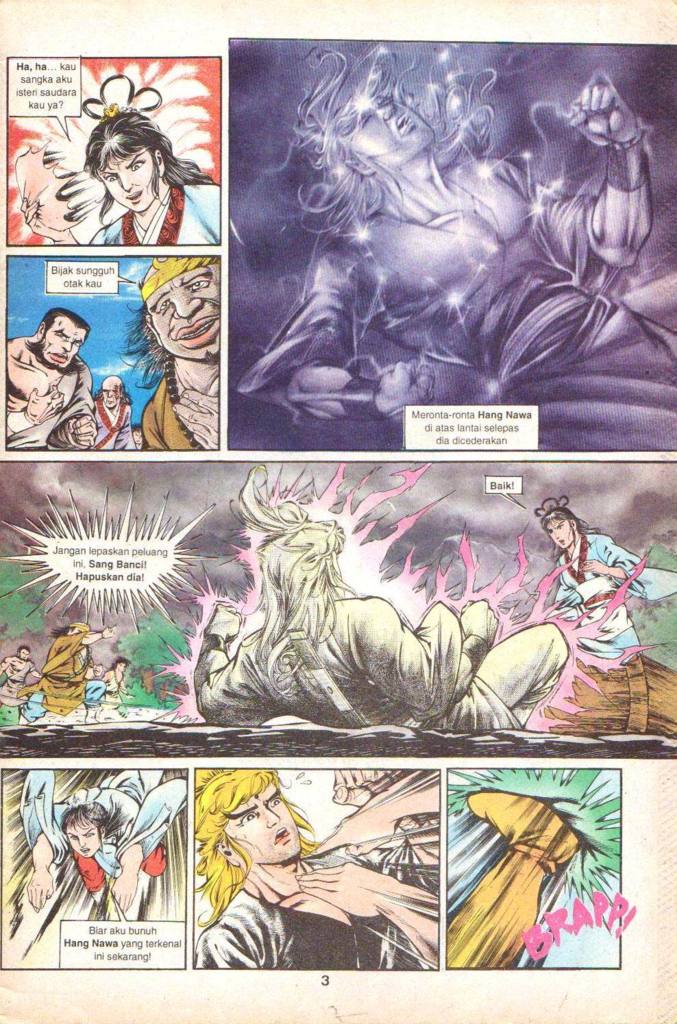 Ha, ha... kau
sangka aku
isteri saudara
kau ya?
Bijak sungguh
otak kau
Meronta-ronta Hang Nawa
di atas lantai selepas
dia dicederakan
Jangan lepaskan peluang
ini, Sang Banci!
Hapuskan dia!
Baik!
Biar aku bunuh
Hang Nawa yang terkenal
ini sekarang!
BRAPP!
3